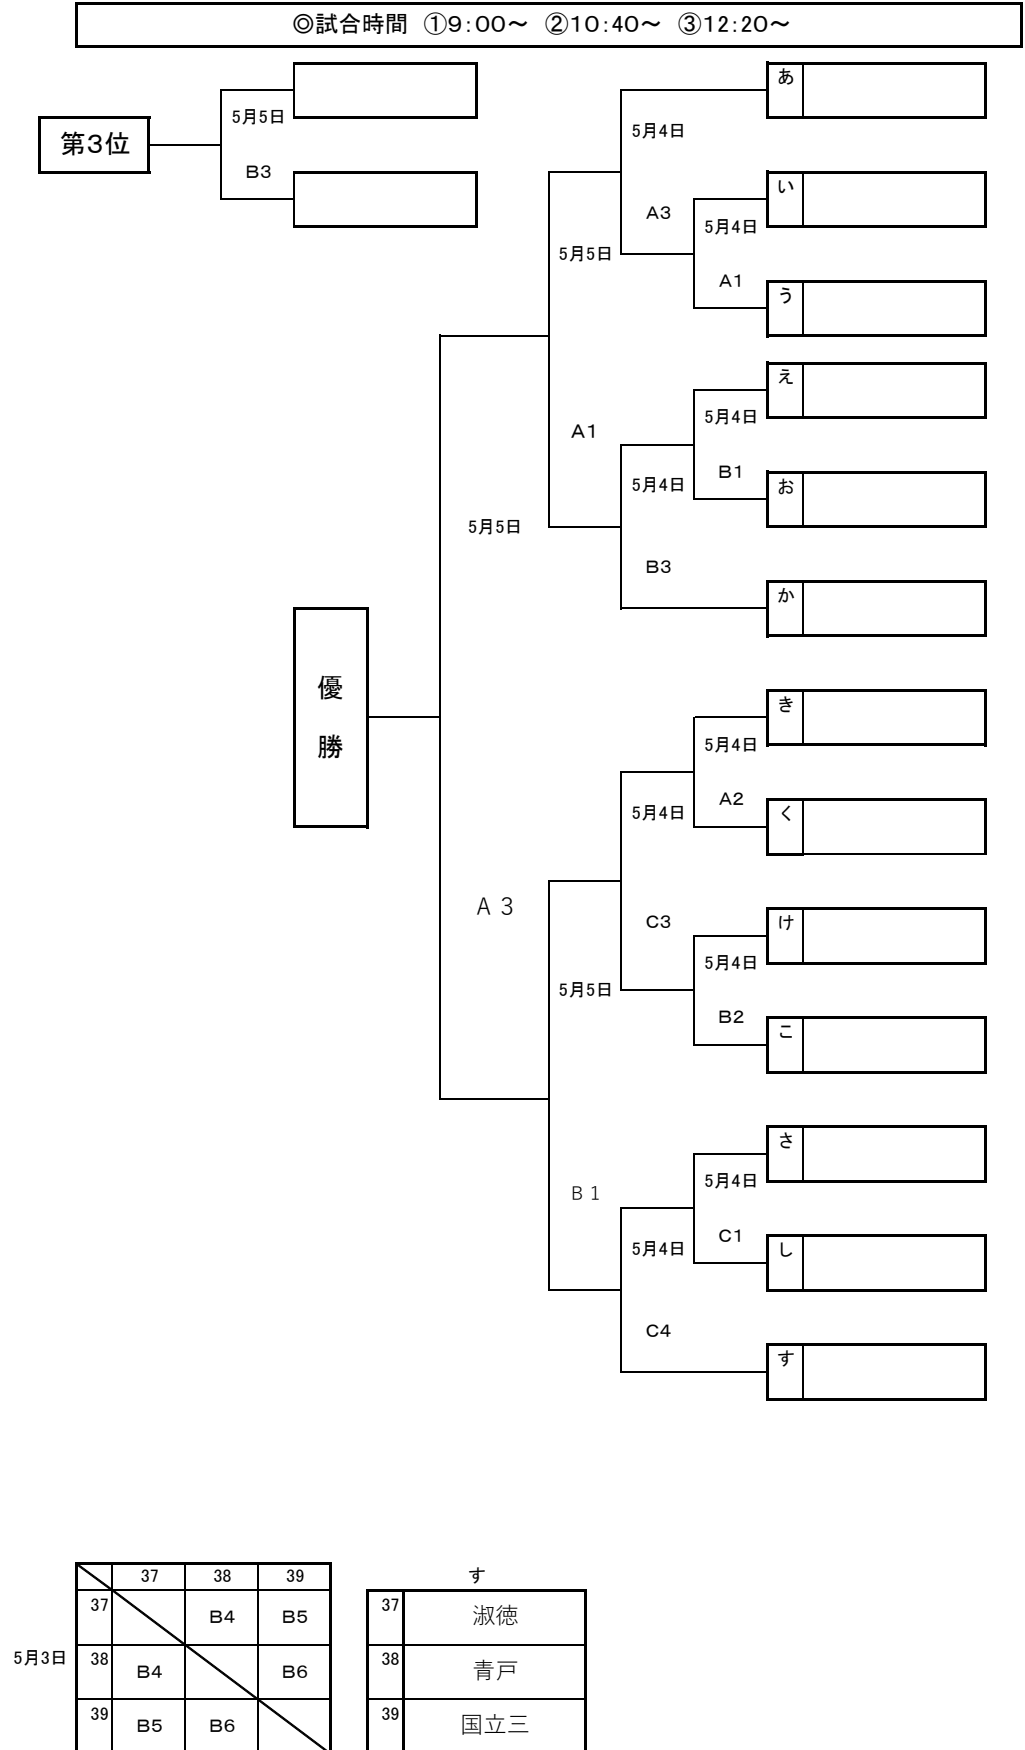 ◎試合時間 ①9:00～ ②10:40～ ③12:20～
あ
5月5日
5月4日
第3位
B3
い
A3
5月4日
5月5日
A1
う
え
5月4日
A1
B1
5月4日
お
5月5日
B3
か
優
勝
き
5月4日
A2
5月4日
く
A 3
C3
け
5月4日
5月5日
B2
こ
さ
5月4日
B 1
C1
5月4日
し
C4
す
37 38 39
す
37 B4 B5
37 淑徳
5月3日
38 B4 B6
38 青戸
39 B5 B6
39 国立三